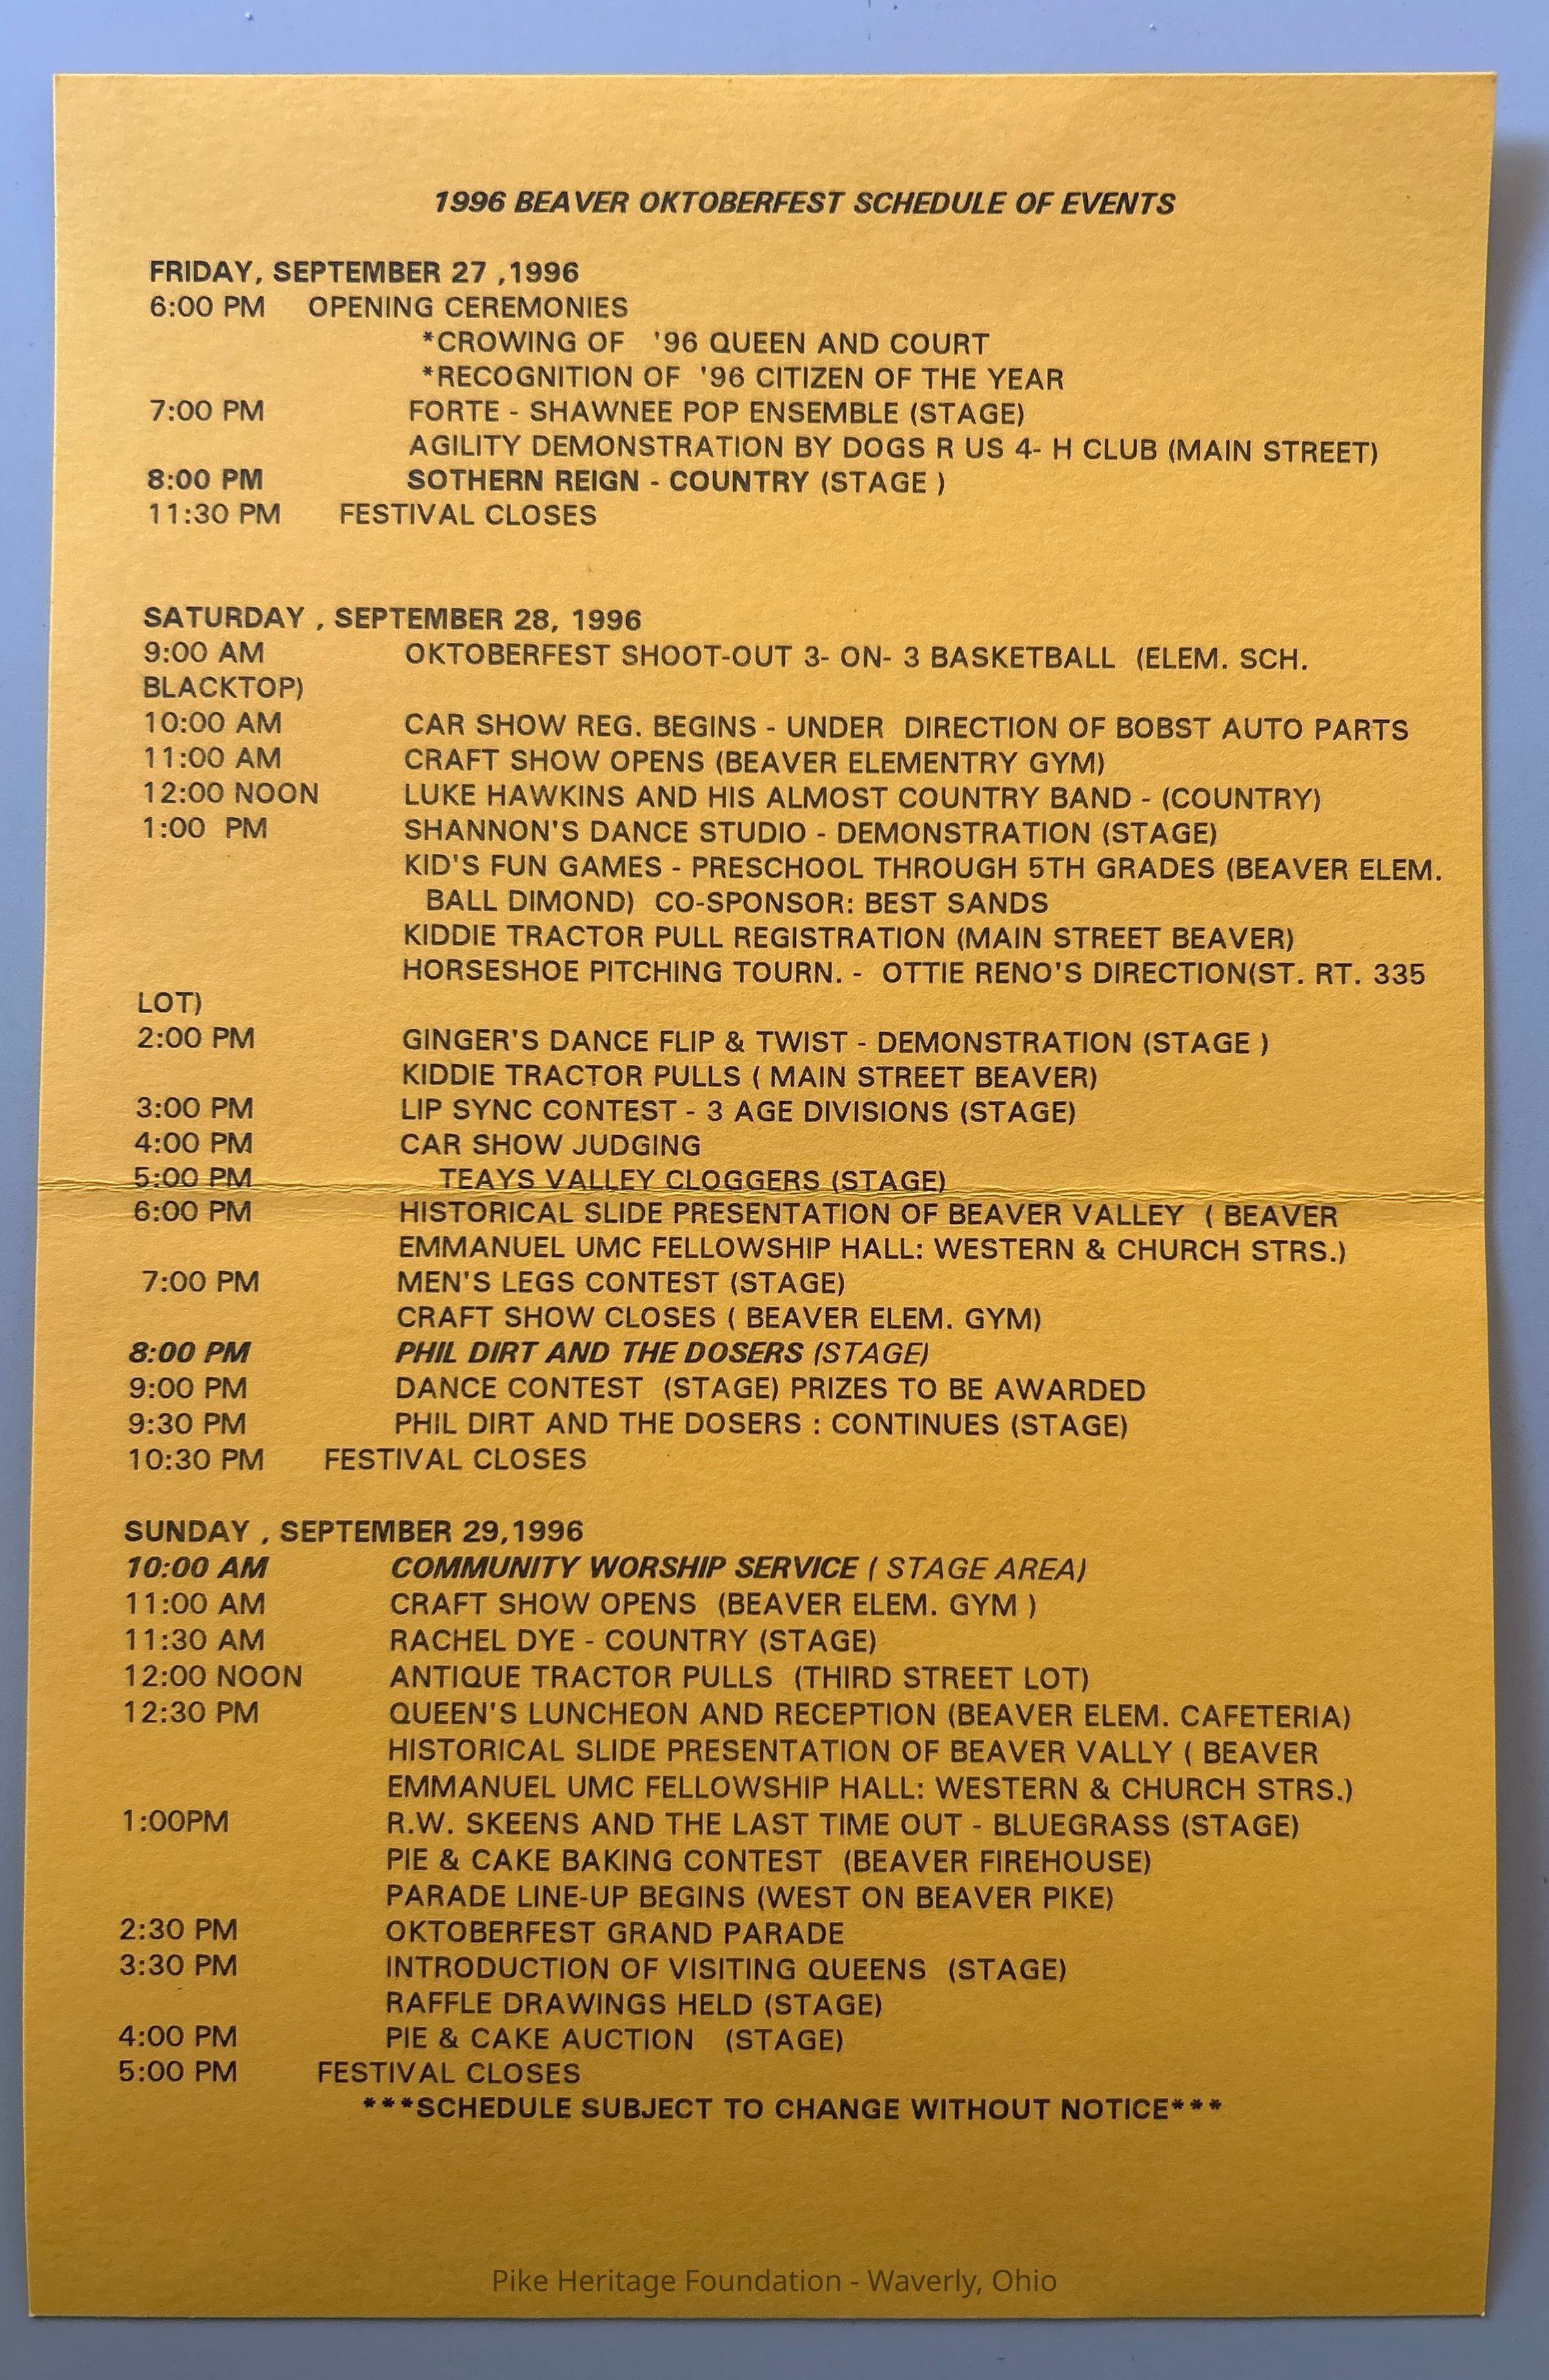 1996 BEAVER OKTOBERFEST SCHEDULE OF EVENTS
FRIDAY, SEPTEMBER 27 ,1996
6:00 PM OPENING CEREMONIES
*CROWING OF '96 QUEEN AND COURT
*RECOGNITION OF '96 CITIZEN OF THE YEAR
7:00 PM FORTE - SHAWNEE POP ENSEMBLE (STAGE)
AGILITY DEMONSTRATION BY DOGS R US 4- H CLUB (MAIN STREET)
8:00 PM SOTHERN REIGN - COUNTRY (STAGE )
11:30 PM FESTIVAL CLOSES
SATURDAY , SEPTEMBER 28, 1996
9:00 AM OKTOBERFEST SHOOT-OUT 3- ON- 3 BASKETBALL (ELEM. SCH.
BLACKTOP)
10:00 AM CAR SHOW REG. BEGINS - UNDER DIRECTION OF BOBST AUTO PARTS
11:00 AM CRAFT SHOW OPENS (BEAVER ELEMENTRY GYM)
12:00 NOON LUKE HAWKINS AND HIS ALMOST COUNTRY BAND - (COUNTRY)
1:00 PM SHANNON'S DANCE STUDIO - DEMONSTRATION (STAGE)
KID'S FUN GAMES - PRESCHOOL THROUGH 5TH GRADES (BEAVER ELEM.
BALL DIMOND) CO-SPONSOR: BEST SANDS
KIDDIE TRACTOR PULL REGISTRATION (MAIN STREET BEAVER)
HORSESHOE PITCHING TOURN. - OTTIE RENO'S DIRECTION(ST. RT. 335
LOT)
2:00 PM GINGER'S DANCE FLIP & TWIST - DEMONSTRATION (STAGE )
KIDDIE TRACTOR PULLS ( MAIN STREET BEAVER)
3:00 PM LIP SYNC CONTEST - 3 AGE DIVISIONS (STAGE)
4:00 PM CAR SHOW JUDGING
5:00 PM TEAYS VALLEY CLOGGERS (STAGE)
6:00 PM HISTORICAL SLIDE PRESENTATION OF BEAVER VALLEY ( BEAVER
EMMANUEL UMC FELLOWSHIP HALL: WESTERN & CHURCH STRS.)
7:00 PM MEN'S LEGS CONTEST (STAGE)
CRAFT SHOW CLOSES ( BEAVER ELEM. GYM)
8:00 PM PHIL DIRT AND THE DOSERS (STAGE)
9:00 PM DANCE CONTEST (STAGE) PRIZES TO BE AWARDED
9:30 PM PHIL DIRT AND THE DOSERS : CONTINUES (STAGE)
10:30 PM FESTIVAL CLOSES
SUNDAY , SEPTEMBER 29,1996
10:00 AM COMMUNITY WORSHIP SERVICE ( STAGE AREA)
11:00 AM CRAFT SHOW OPENS (BEAVER ELEM. GYM )
11:30 AM RACHEL DYE - COUNTRY (STAGE)
12:00 NOON ANTIQUE TRACTOR PULLS (THIRD STREET LOT)
12:30 PM QUEEN'S LUNCHEON AND RECEPTION (BEAVER ELEM. CAFETERIA)
HISTORICAL SLIDE PRESENTATION OF BEAVER VALLY ( BEAVER
EMMANUEL UMC FELLOWSHIP HALL: WESTERN & CHURCH STRS.)
1:00PM R.W. SKEENS AND THE LAST TIME OUT - BLUEGRASS (STAGE)
PIE & CAKE BAKING CONTEST (BEAVER FIREHOUSE)
PARADE LINE-UP BEGINS (WEST ON BEAVER PIKE)
2:30 PM OKTOBERFEST GRAND PARADE
3:30 PM INTRODUCTION OF VISITING QUEENS (STAGE)
RAFFLE DRAWINGS HELD (STAGE)
4:00 PM PIE & CAKE AUCTION (STAGE)
5:00 PM FESTIVAL CLOSES
***SCHEDULE SUBJECT TO CHANGE WITHOUT NOTICE***
Pike Heritage Foundation - Waverly, Ohio